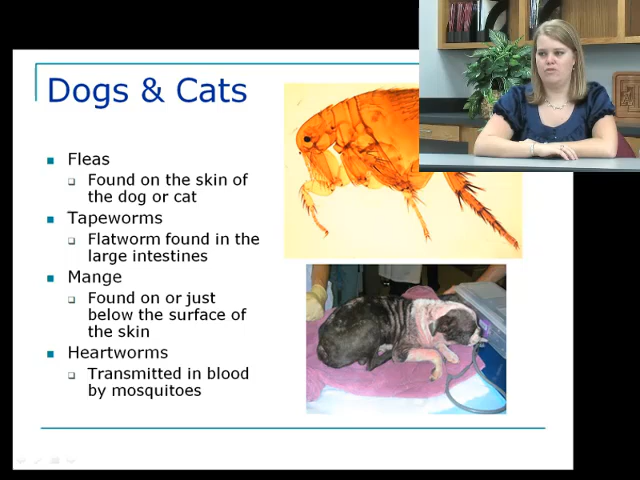 Dogs & Cats
Fleas
Found on the skin of
the dog or cat
Tapeworms
Flatworm found in the
large intestines
Mange
Found on or just
below the surface of
the skin
Heartworms
Transmitted in blood
by mosquitoes